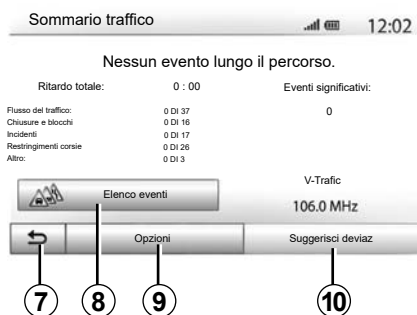 Sommario traffico
12:02
Nessun evento lungo il percorso.
Ritardo totale: 0 : 00
Eventi significativi:
0
Flusso del traffico: 0 DI 37
Chiusure e blocchi 0 DI 16
Incidenti 0 DI 17
Restringimenti corsie 0 DI 26
Altro: 0 DI 3
Elenco eventi
V-Trafic
106.0 MHz
Opzioni
Suggerisci deviaz
7 8 9 10